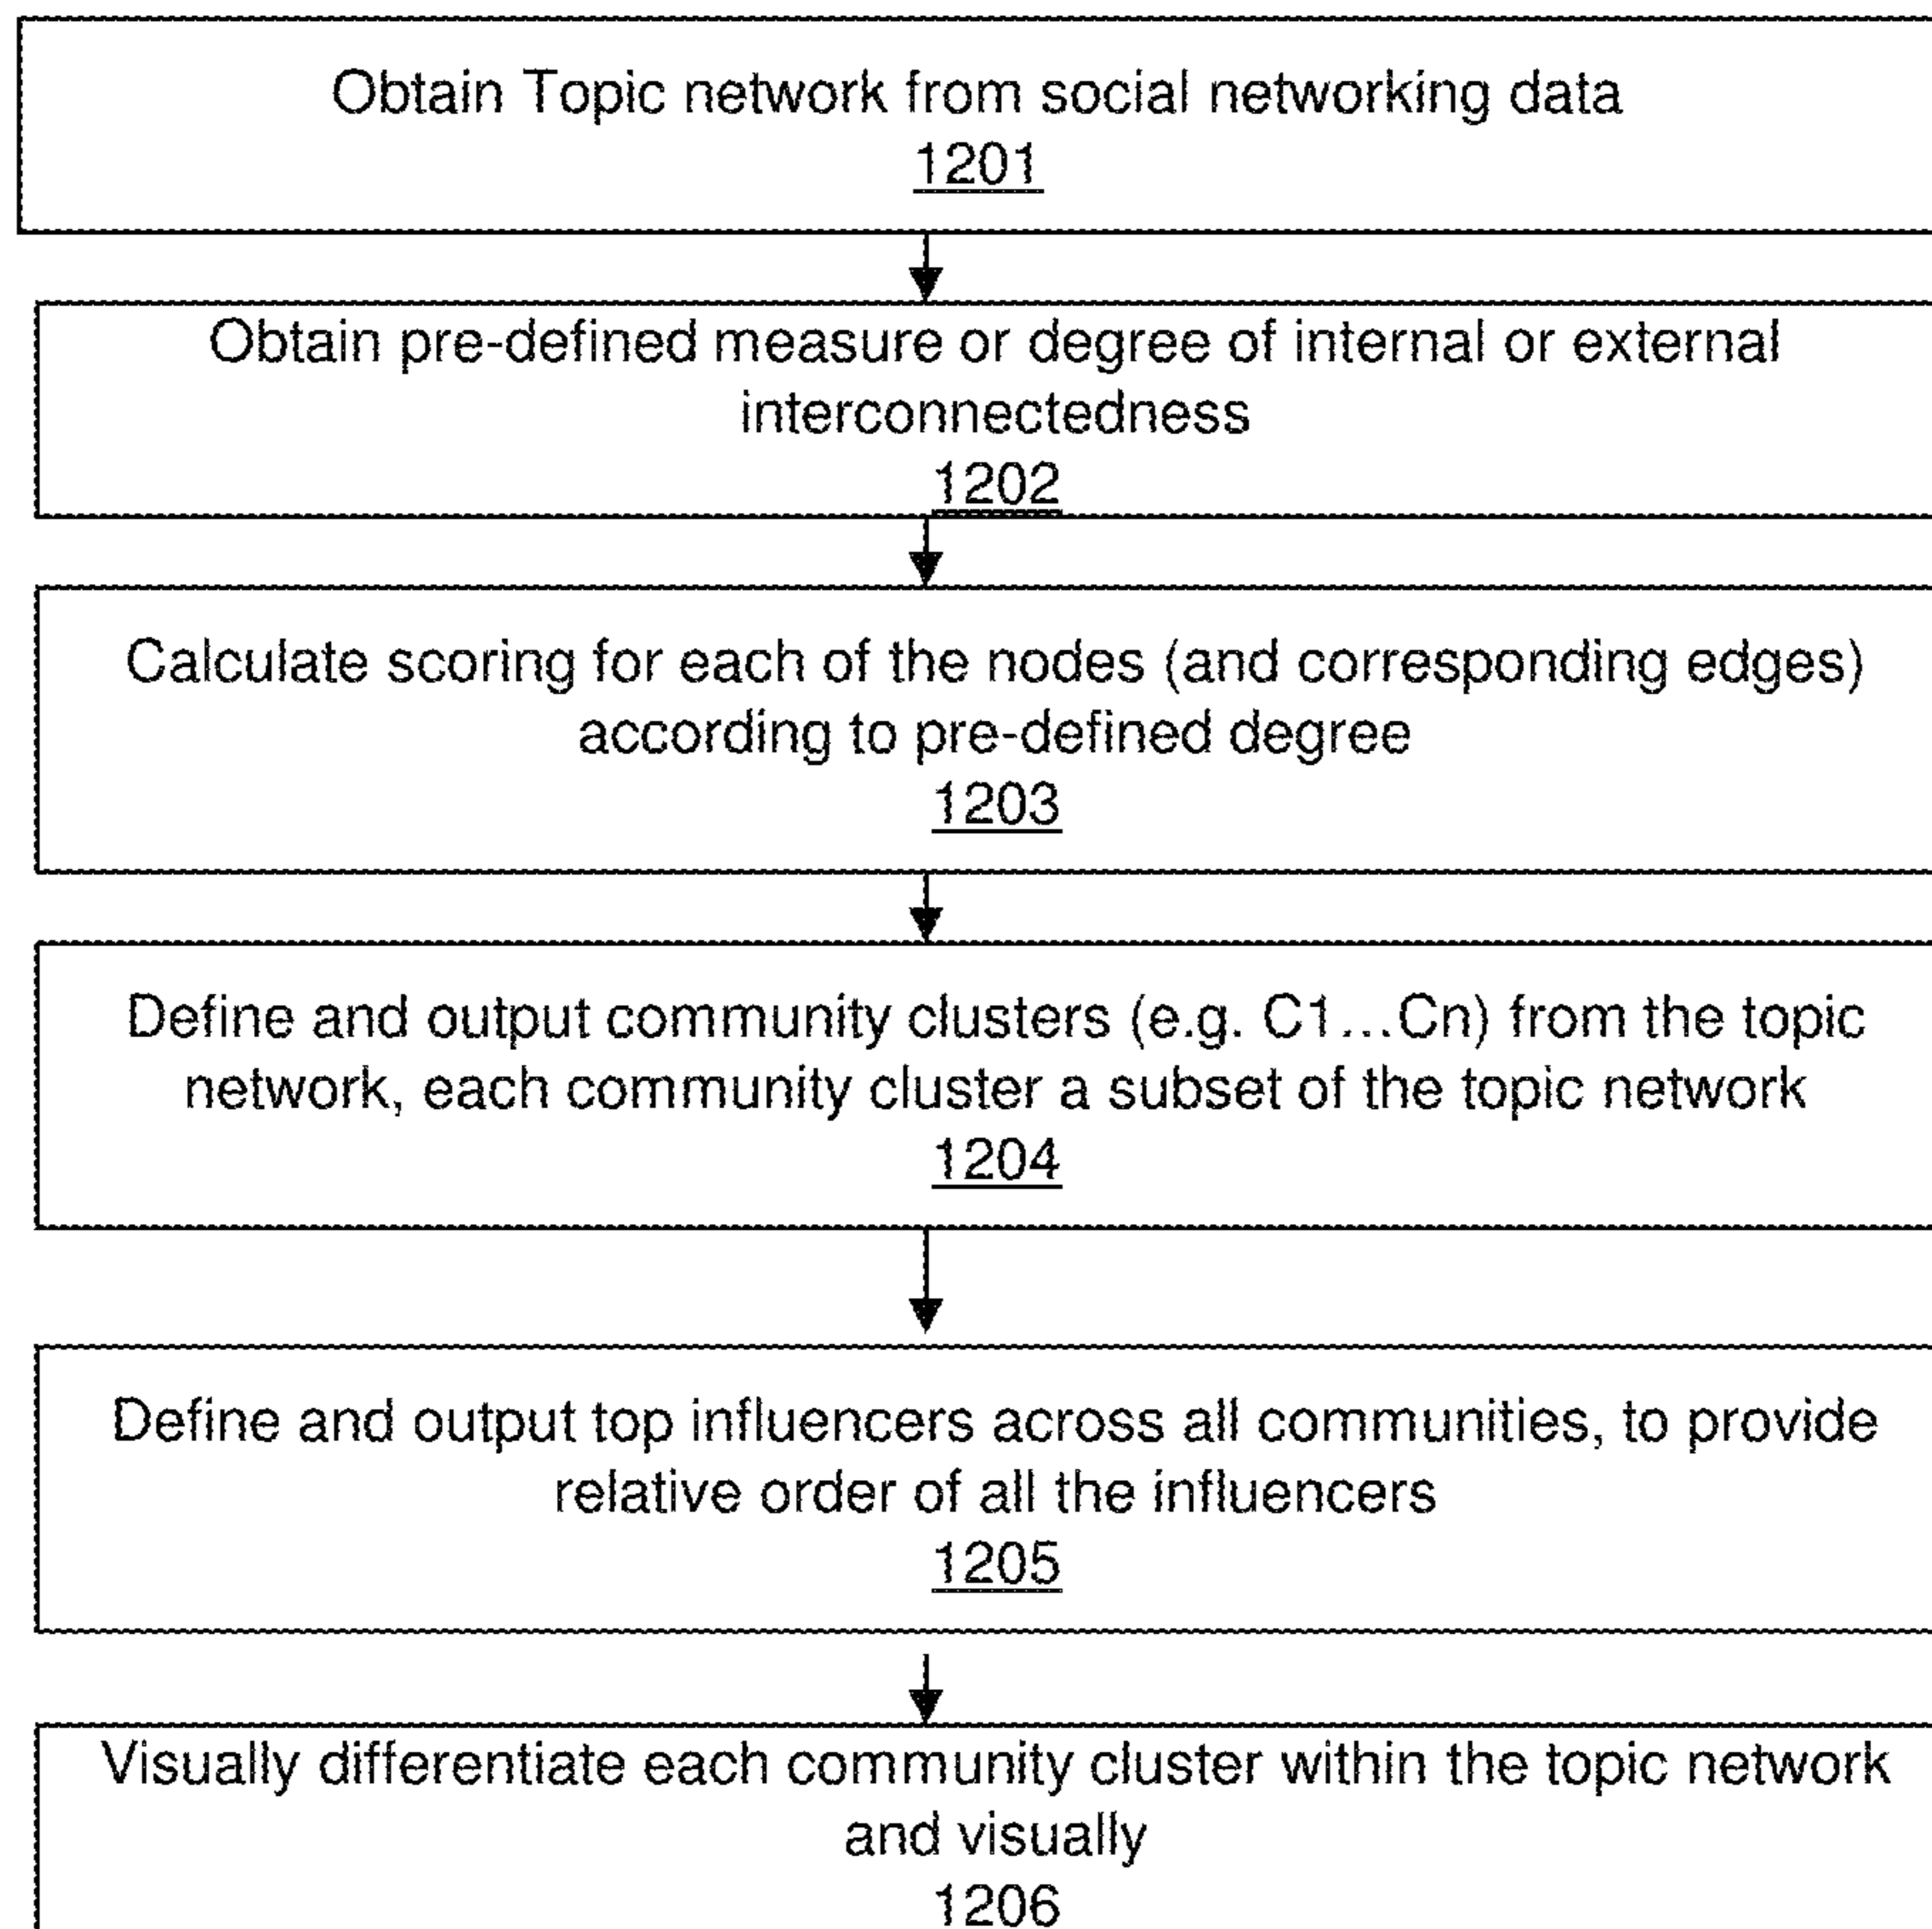 Obtain Topic network from social networking data
1201
Obtain pre-defined measure or degree of internal or external
interconnectedness
1202
Calculate scoring for each of the nodes (and corresponding edges)
according to pre-defined degree
1203
Define and output community clusters (e.g. C1...Cn) from the topic
network, each community cluster a subset of the topic network
1204
Define and output top influencers across all communities, to provide
relative order of all the influencers
1205
Visually differentiate each community cluster within the topic network
and visually
1206